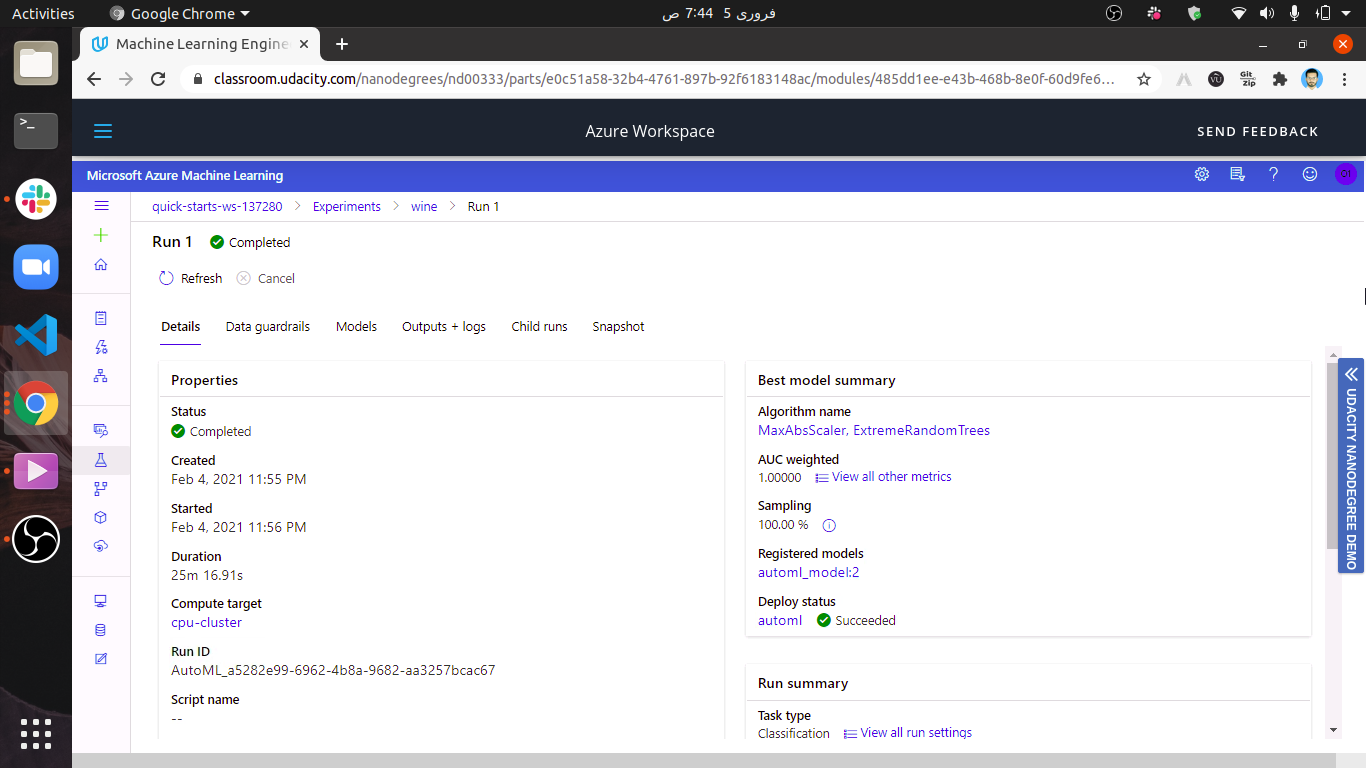 Activities
Google Chrome
فروری 5 7:44 ص
Machine Learning Engine
classroom.udacity.com/nanodegrees/nd00333/parts/e0c51a58-32b4-4761-897b-92f6183148ac/modules/485dd1ee-e43b-468b-8e0f-60d9fe6…
Git
Zip
Azure Workspace
SEND FEEDBACK
Microsoft Azure Machine Learning
quick-starts-ws-137280 > Experiments > wine > Run 1
Run 1 Completed
Refresh Cancel
Details Data guardrails Models Outputs + logs Child runs Snapshot
Properties
Status
Completed
Created
Feb 4, 2021 11:55 PM
Started
Feb 4, 2021 11:56 PM
Duration
25m 16.91s
Compute target
cpu-cluster
Run ID
AutoML_a5282e99-6962-4b8a-9682-aa3257bcac67
Script name
--
Best model summary
Algorithm name
MaxAbsScaler, ExtremeRandomTrees
AUC weighted
1.00000 View all other metrics
Sampling
100.00 %
Registered models
automl_model:2
Deploy status
automl Succeeded
Run summary
Task type
Classification View all run settings
UDACITY NANODEGREE DEMO